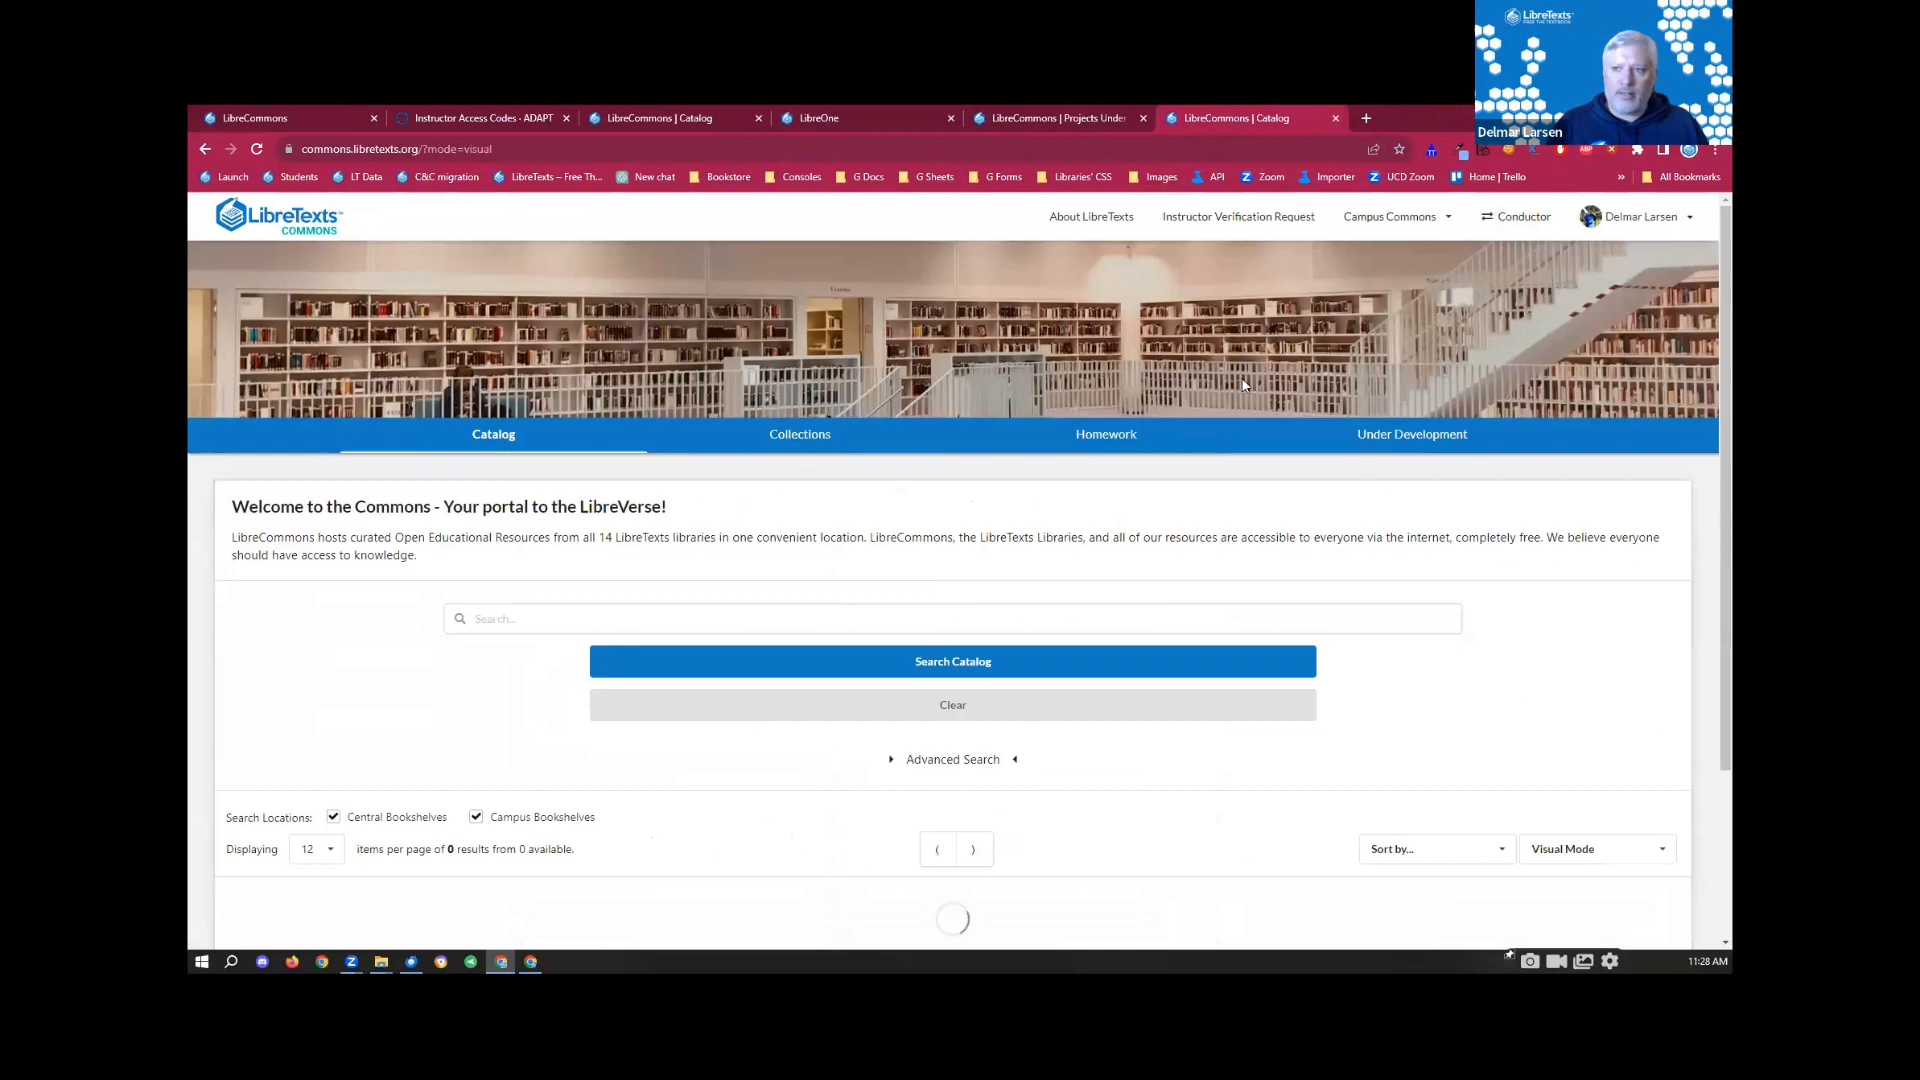 LibreTexts™
FREE THE TEXTBOOK
Delmar Larsen
LibreCommons
Instructor Access Codes - ADAPT
LibreCommons | Catalog
LibreOne
LibreCommons | Projects Under
LibreCommons | Catalog
commons.libretexts.org/?mode=visual
Launch
Students
LT Data
C&C migration
LibreTexts – Free Th...
New chat
Bookstore
Consoles
G Docs
G Sheets
G Forms
Libraries' CSS
Images
API
Zoom
Importer
UCD Zoom
Home | Trello
»
All Bookmarks
LibreTexts™
COMMONS
About LibreTexts
Instructor Verification Request
Campus Commons
Conductor
Delmar Larsen
Catalog
Collections
Homework
Under Development
Welcome to the Commons - Your portal to the LibreVerse!
LibreCommons hosts curated Open Educational Resources from all 14 LibreTexts libraries in one convenient location. LibreCommons, the LibreTexts Libraries, and all of our resources are accessible to everyone via the internet, completely free. We believe everyone
should have access to knowledge.
Search...
Search Catalog
Clear
Advanced Search
Search Locations: Central Bookshelves Campus Bookshelves
Displaying 12 items per page of 0 results from 0 available.
Sort by...
Visual Mode
11:28 AM